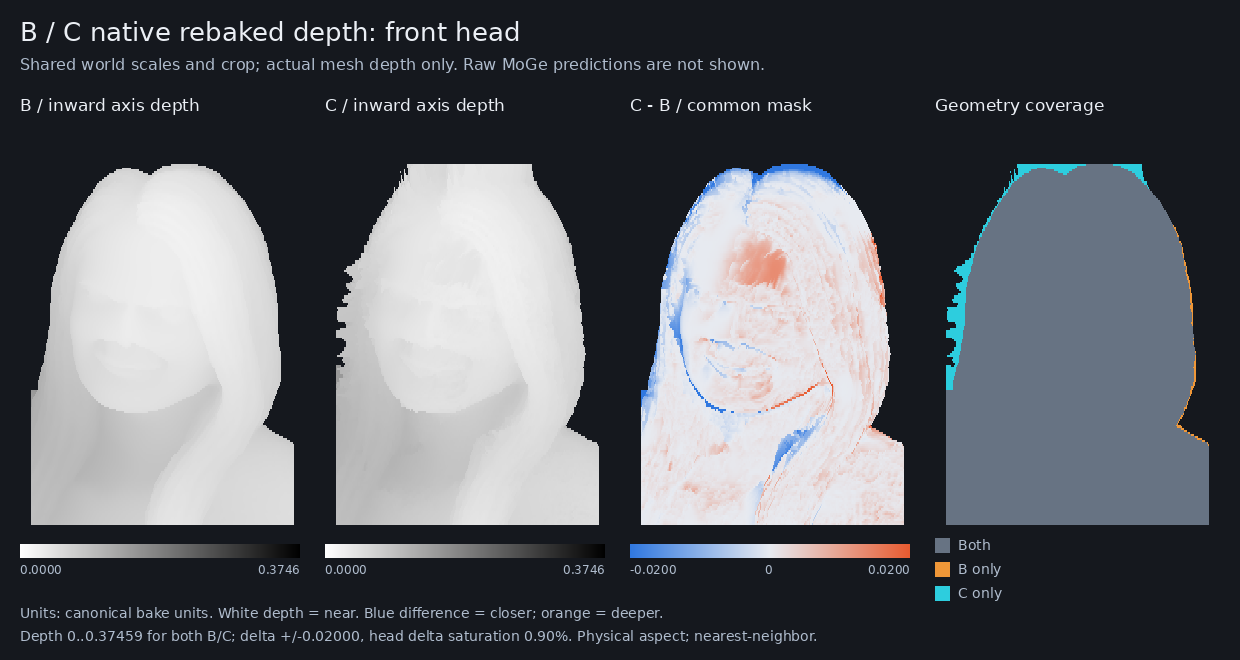 B / C native rebaked depth: front head
Shared world scales and crop; actual mesh depth only. Raw MoGe predictions are not shown.
B / inward axis depth
C / inward axis depth
C - B / common mask
Geometry coverage
0.0000
0.3746
0.0000
0.3746
-0.0200
0
0.0200
Both
B only
C only
Units: canonical bake units. White depth = near. Blue difference = closer; orange = deeper.
Depth 0..0.37459 for both B/C; delta +/-0.02000, head delta saturation 0.90%. Physical aspect; nearest-neighbor.